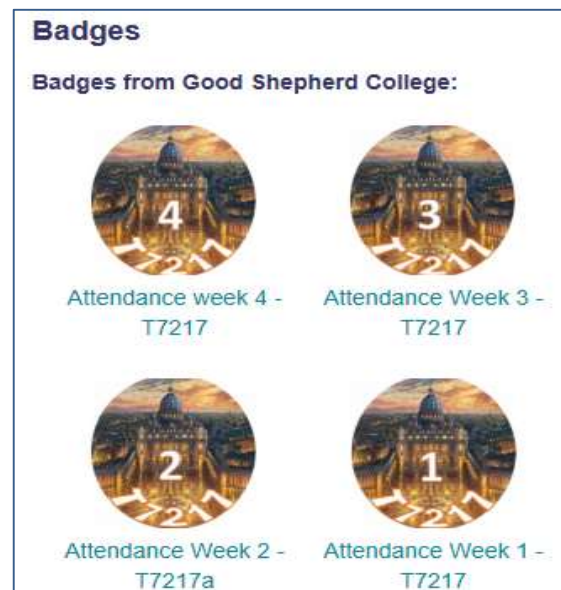 Badges
Badges from Good Shepherd College:
4
T7217
3
T7217
Attendance week 4 -
T7217
Attendance Week 3 -
T7217
2
T7217
1
T7217
Attendance Week 2 -
T7217a
Attendance Week 1 -
T7217